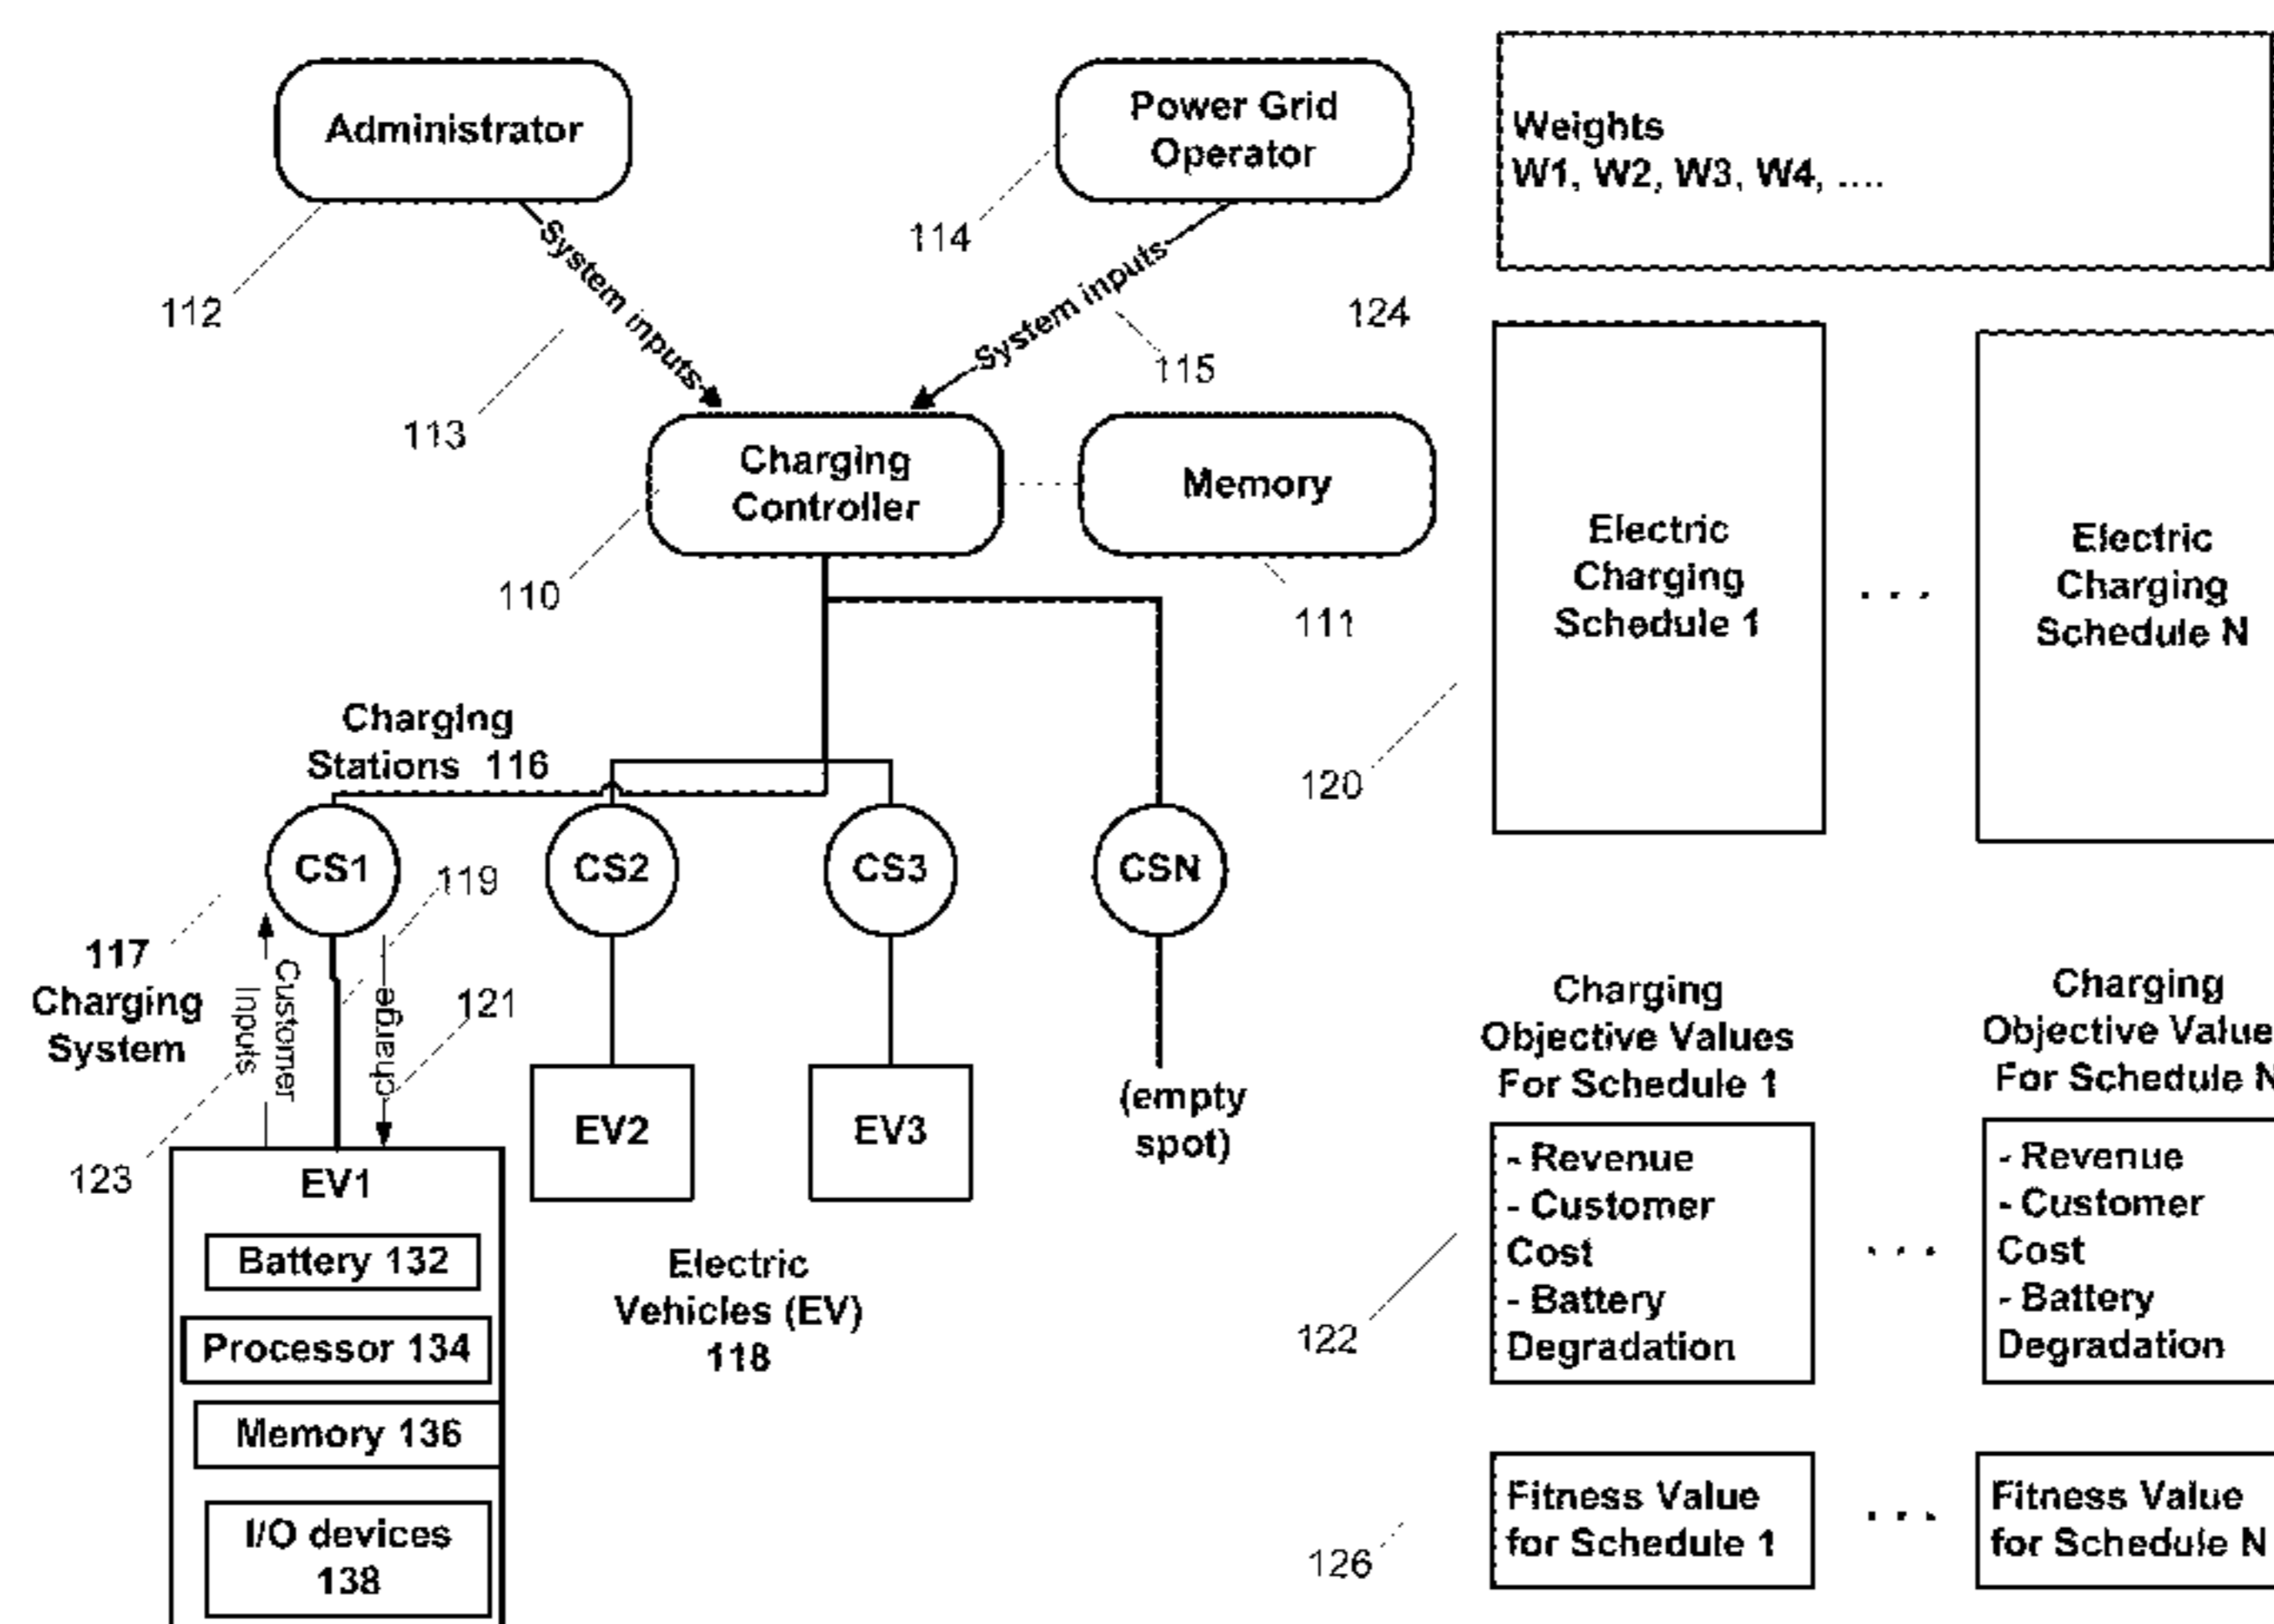 Administrator
Power Grid
Operator
Weights
W1, W2, W3, W4, ....
112
System inputs
113
114
System inputs
115
124
Charging
Controller
Memory
110
111
Electric
Charging
Schedule 1
. . .
Electric
Charging
Schedule N
120
Charging
Stations 116
CS1
CS2
CS3
CSN
119
117
Charging
System
Customer
Inputs
charge
121
123
EV1
Battery 132
Processor 134
Memory 136
I/O devices
138
EV2
EV3
(empty
spot)
Electric
Vehicles (EV)
118
Charging
Objective Values
For Schedule 1
Charging
Objective Value
For Schedule N
- Revenue
- Customer
Cost
- Battery
Degradation
. . .
- Revenue
- Customer
Cost
- Battery
Degradation
122
Fitness Value
for Schedule 1
. . .
Fitness Value
for Schedule N
126